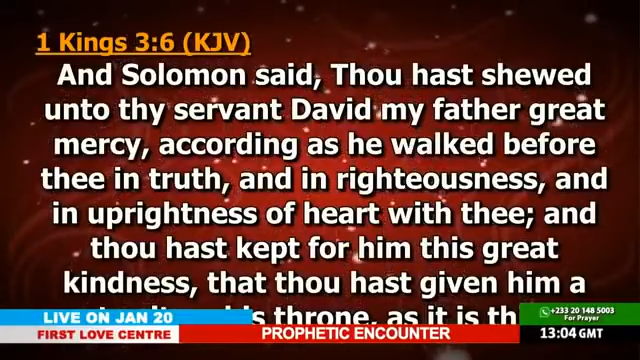 1 Kings 3:6 (KJV)
And Solomon said, Thou hast shewed
unto thy servant David my father great
mercy, according as he walked before
thee in truth, and in righteousness, and
in uprightness of heart with thee; and
thou hast kept for him this great
kindness, that thou hast given him a
throne, as it is
LIVE ON JAN 20
+233 20 148 5003
For Prayer
FIRST LOVE CENTRE
PROPHETIC ENCOUNTER
13:04 GMT